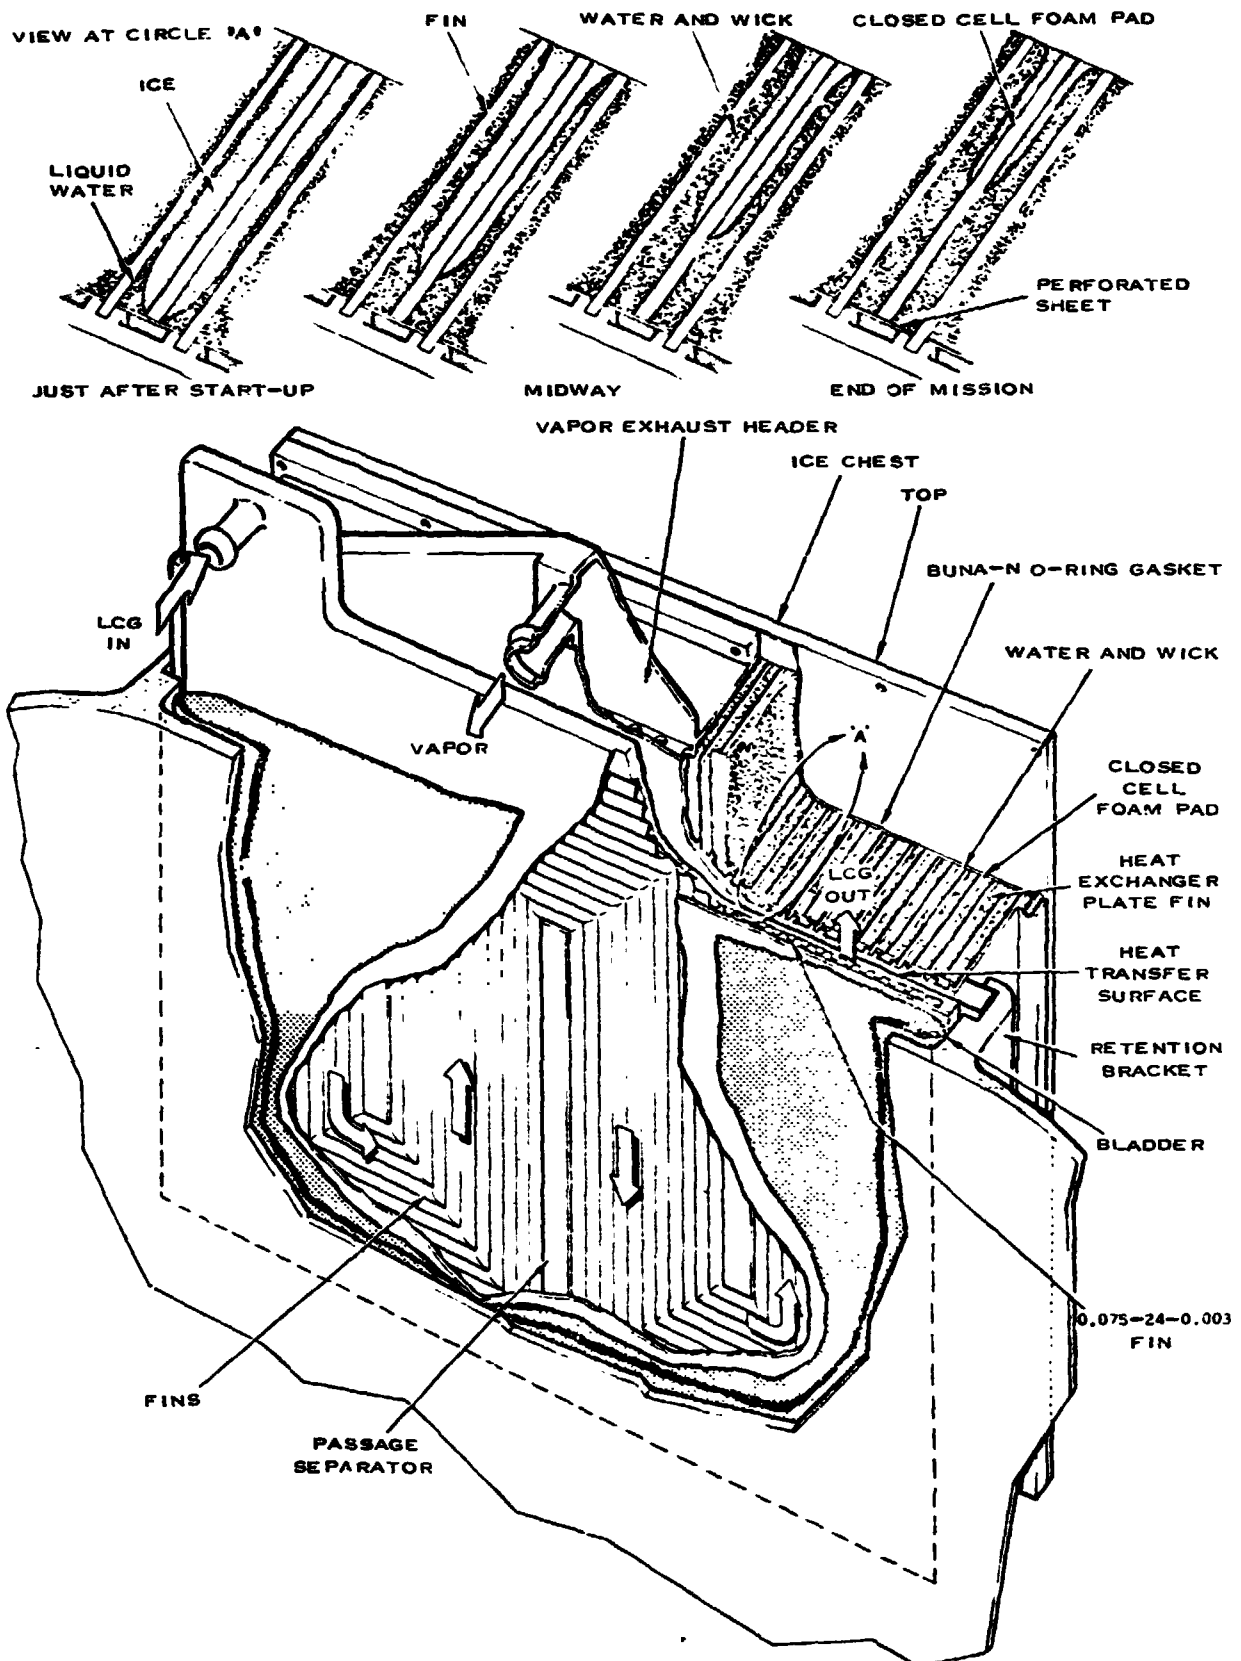 VIEW AT CIRCLE "A"
FIN
WATER AND WICK
CLOSED CELL FOAM PAD
ICE
LIQUID
WATER
PERFORATED
SHEET
JUST AFTER START-UP
MIDWAY
END OF MISSION
VAPOR EXHAUST HEADER
ICE CHEST
TOP
BUNA-N O-RING GASKET
LCG
IN
WATER AND WICK
VAPOR
"A"
CLOSED
CELL
FOAM PAD
HEAT
EXCHANGER
PLATE FIN
LCG
OUT
HEAT
TRANSFER
SURFACE
RETENTION
BRACKET
BLADDER
0.075-24-0.003
FIN
FINS
PASSAGE
SEPARATOR